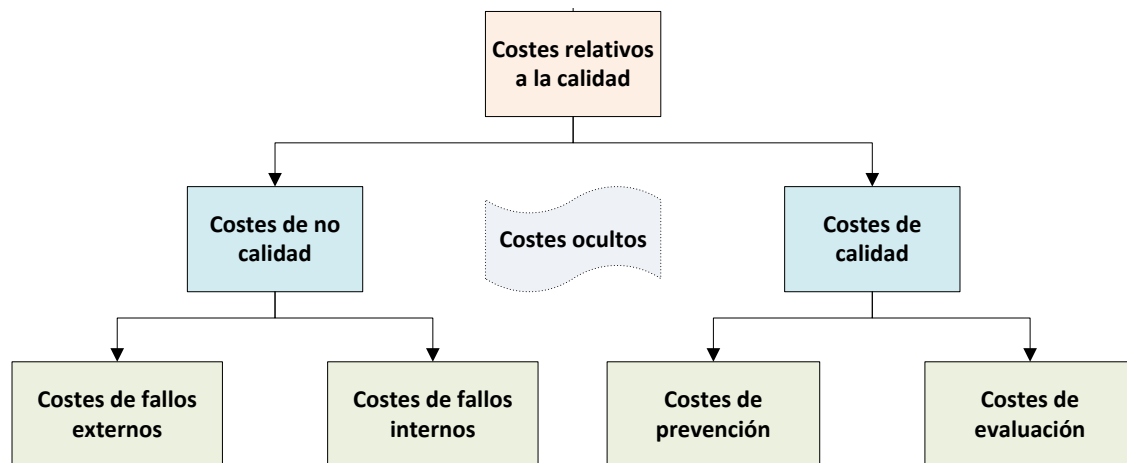 Costes relativos
a la calidad
Costes de no
calidad
Costes ocultos
Costes de
calidad
Costes de fallos
externos
Costes de fallos
internos
Costes de
prevención
Costes de
evaluación